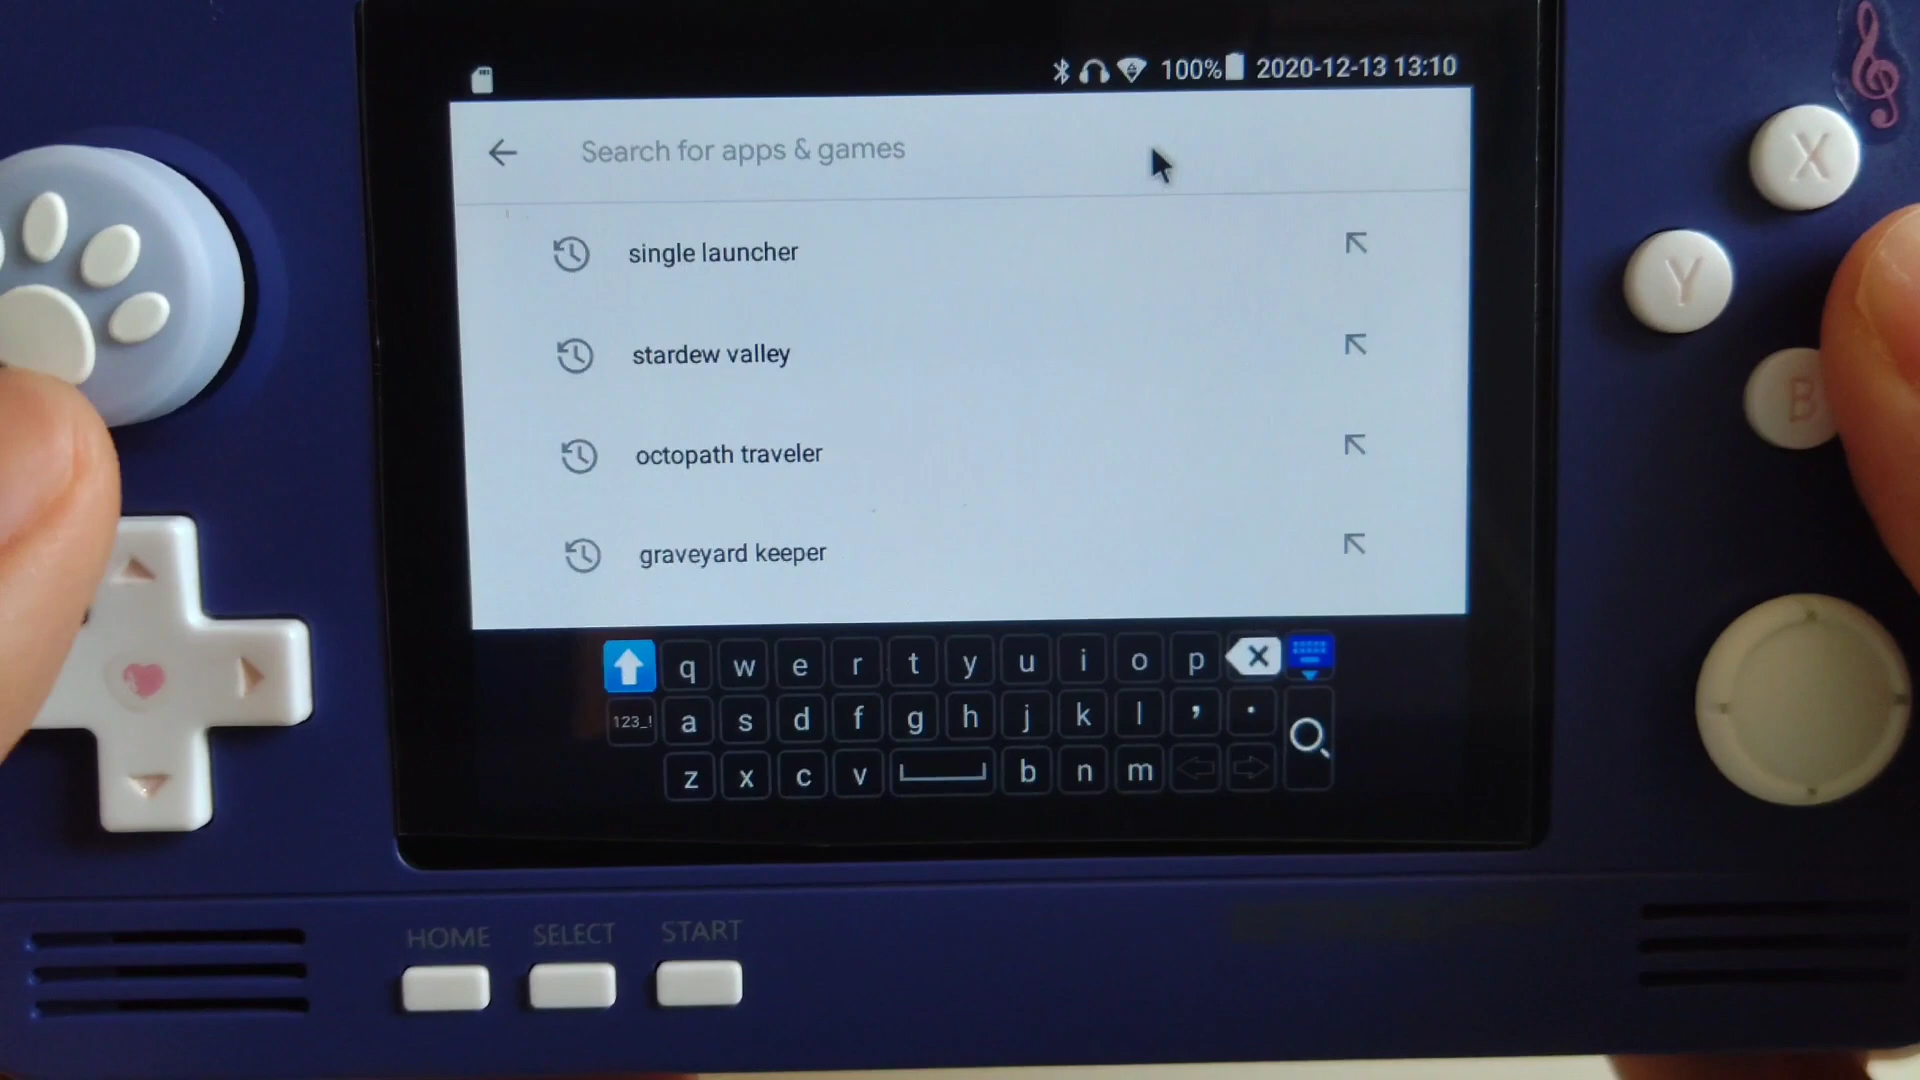 100% 2020-12-13 13:10
Search for apps & games
single launcher
stardew valley
octopath traveler
graveyard keeper
q w e r t y u i o p
123_! a s d f g h j k l , .
z x c v b n m
X
Y
B
HOME SELECT START